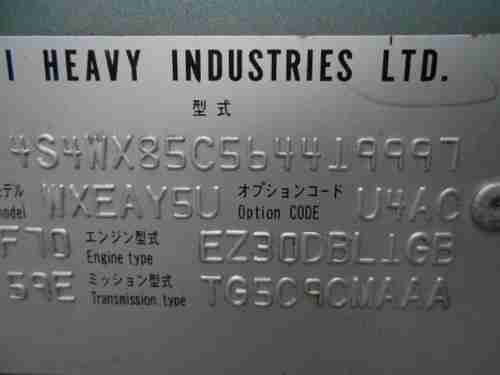 I HEAVY INDUSTRIES LTD.
型式
4S4WX85C564419997
モデル WXEAY5U オプションコード U4AC
model Option CODE
F70 エンジン型式 EZ30DBL1GB
Engine type
59E ミッション型式 TG5C9CMAAA
Transmission type